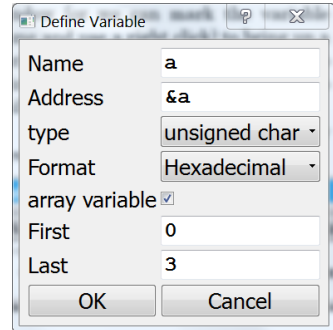 Define Variable
Name a
Address &a
type unsigned char
Format Hexadecimal
array variable
First 0
Last 3
OK Cancel